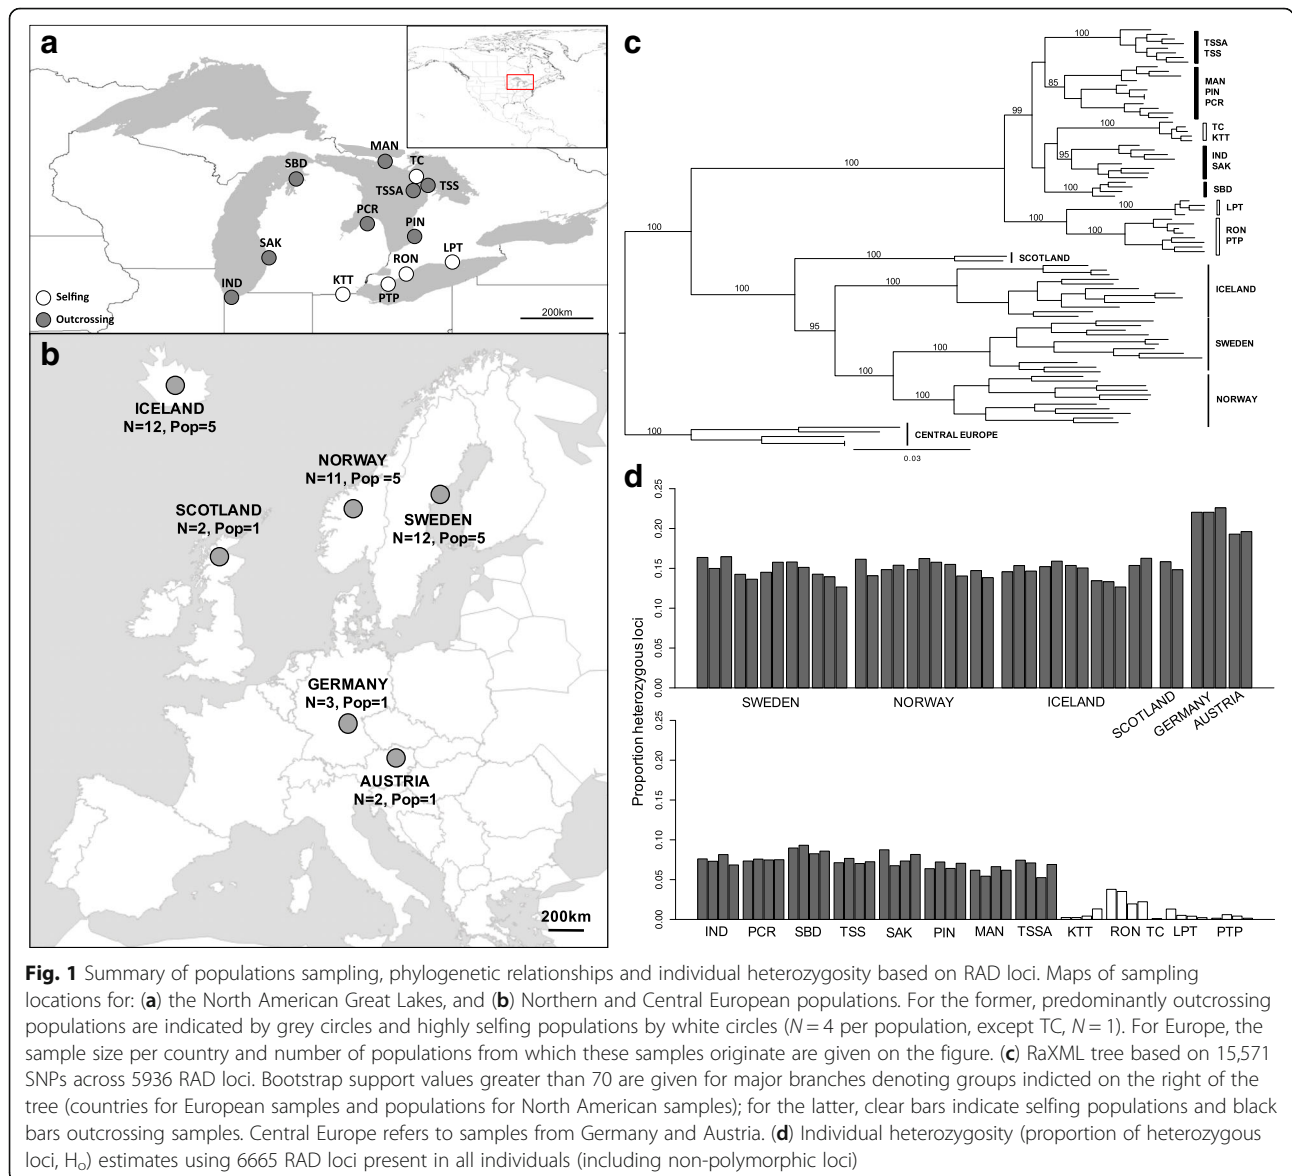 a
MAN
TC
SBD
TSSA
TSS
PCR
PIN
SAK
LPT
RON
KTT
IND
PTP
Selfing
Outcrossing
200km
b
ICELAND
N=12, Pop=5
NORWAY
N=11, Pop =5
SCOTLAND
N=2, Pop=1
SWEDEN
N=12, Pop=5
GERMANY
N=3, Pop=1
AUSTRIA
N=2, Pop=1
200km
c
100
TSSA
TSS
85
MAN
PIN
PCR
99
100
TC
KTT
95
IND
SAK
100
SBD
100
100
LPT
100
100
RON
PTP
100
100
SCOTLAND
100
100
ICELAND
95
100
SWEDEN
100
100
NORWAY
100
CENTRAL EUROPE
0.03
d
Proportion heterozygous loci
0.25
0.20
0.15
0.10
0.05
0.00
SWEDEN NORWAY ICELAND SCOTLAND GERMANY AUSTRIA
0.25
0.20
0.15
0.10
0.05
0.00
IND PCR SBD TSS SAK PIN MAN TSSA KTT RON TC LPT PTP
Fig. 1 Summary of populations sampling, phylogenetic relationships and individual heterozygosity based on RAD loci. Maps of sampling
locations for: (a) the North American Great Lakes, and (b) Northern and Central European populations. For the former, predominantly outcrossing
populations are indicated by grey circles and highly selfing populations by white circles (N = 4 per population, except TC, N = 1). For Europe, the
sample size per country and number of populations from which these samples originate are given on the figure. (c) RaXML tree based on 15,571
SNPs across 5936 RAD loci. Bootstrap support values greater than 70 are given for major branches denoting groups indicted on the right of the
tree (countries for European samples and populations for North American samples); for the latter, clear bars indicate selfing populations and black
bars outcrossing samples. Central Europe refers to samples from Germany and Austria. (d) Individual heterozygosity (proportion of heterozygous
loci, Ho) estimates using 6665 RAD loci present in all individuals (including non-polymorphic loci)